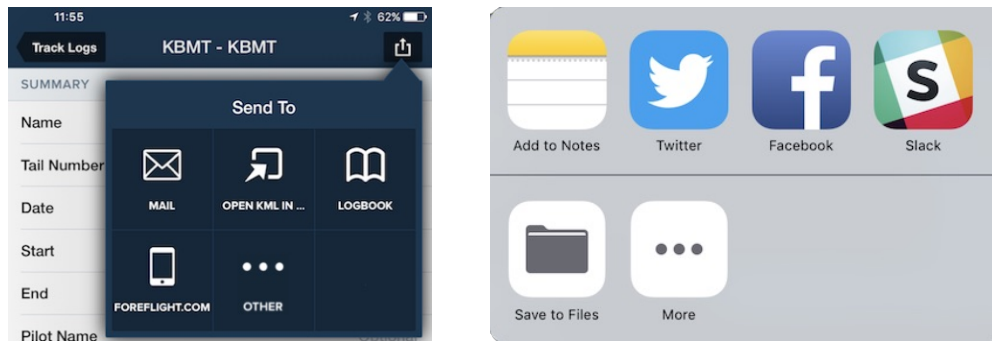 11:55
62%
Track Logs
KBMT - KBMT
SUMMARY
Send To
Name
Tail Number
Date
Start
End
Pilot Name
MAIL
OPEN KML IN ...
LOGBOOK
FOREFLIGHT.COM
OTHER
Add to Notes
Twitter
Facebook
Slack
Save to Files
More